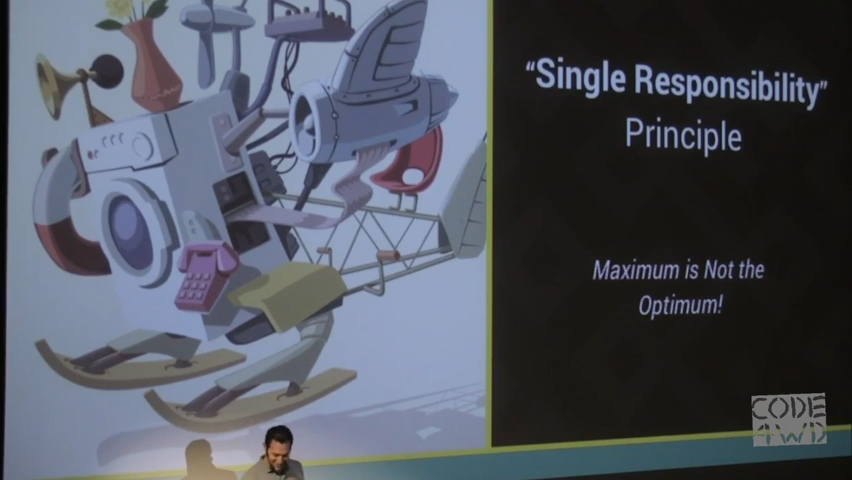 “Single Responsibility”
Principle
Maximum is Not the
Optimum!
CODE
4WD